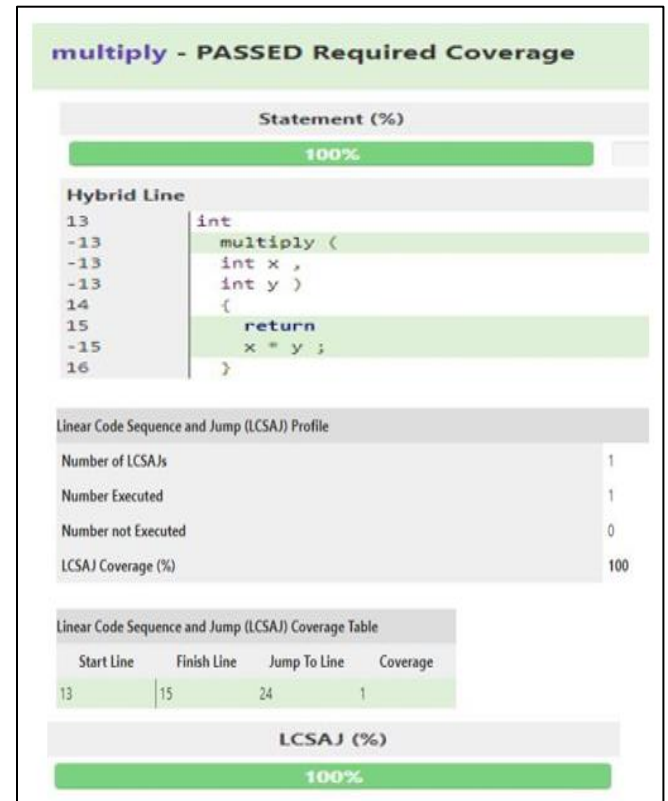 multiply - PASSED Required Coverage
Statement (%)
100%
Hybrid Line
13 int
-13 multiply (
-13 int x ,
-13 int y )
14 {
15 return
-15 x * y ;
16 }
Linear Code Sequence and Jump (LCSAJ) Profile
Number of LCSAJs 1
Number Executed 1
Number not Executed 0
LCSAJ Coverage (%) 100
Linear Code Sequence and Jump (LCSAJ) Coverage Table
Start Line Finish Line Jump To Line Coverage
13 15 24 1
LCSAJ (%)
100%